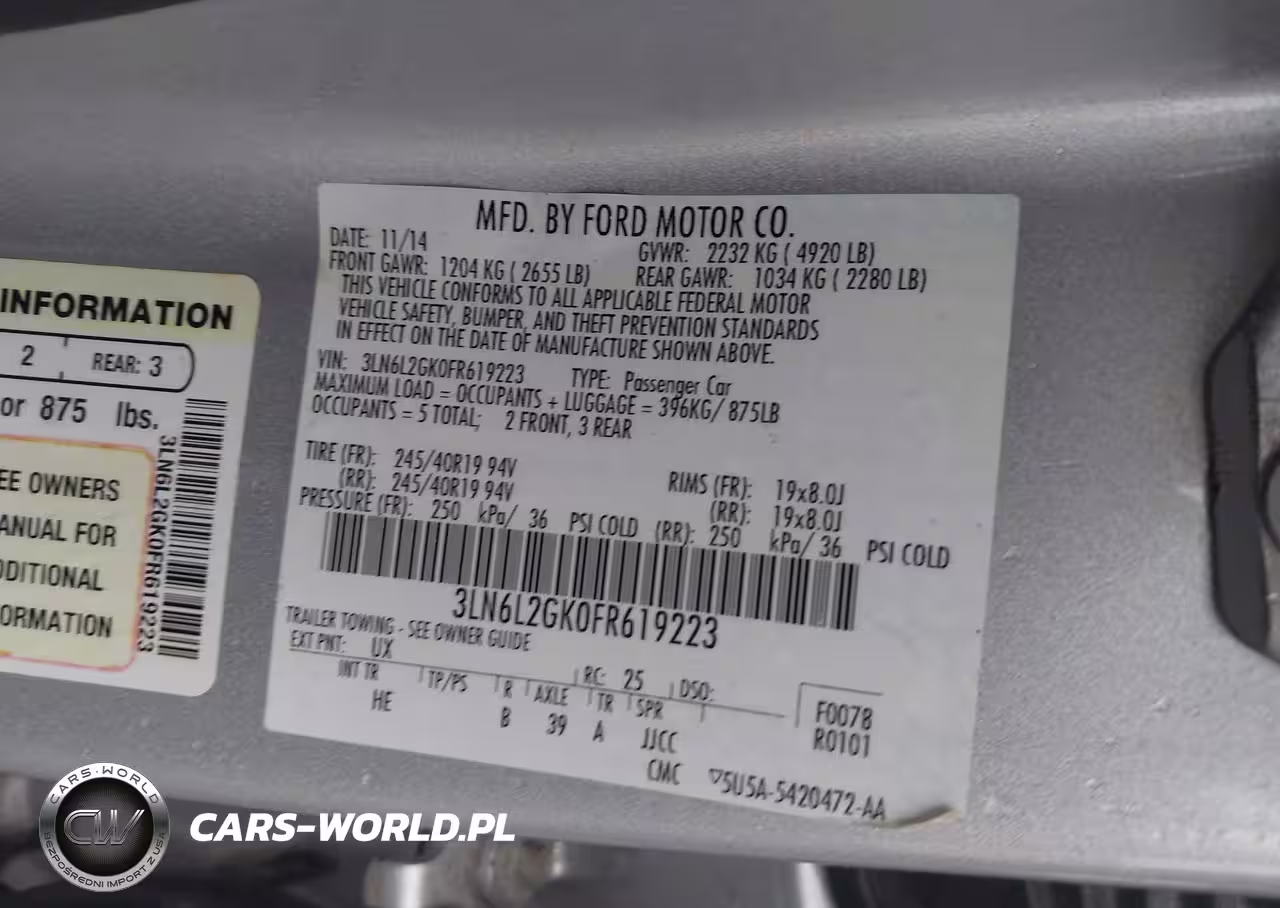 MFD. BY FORD MOTOR CO.
DATE: 11/14 GVWR: 2232 KG ( 4920 LB)
FRONT GAWR: 1204 KG ( 2655 LB) REAR GAWR: 1034 KG ( 2280 LB)
THIS VEHICLE CONFORMS TO ALL APPLICABLE FEDERAL MOTOR
VEHICLE SAFETY, BUMPER, AND THEFT PREVENTION STANDARDS
IN EFFECT ON THE DATE OF MANUFACTURE SHOWN ABOVE.
VIN: 3LN6L2GK0FR619223 TYPE: Passenger Car
MAXIMUM LOAD = OCCUPANTS + LUGGAGE = 396KG/ 875LB
OCCUPANTS = 5 TOTAL; 2 FRONT, 3 REAR
TIRE (FR): 245/40R19 94V RIMS (FR): 19x8.0J
(RR): 245/40R19 94V (RR): 19x8.0J
PRESSURE (FR): 250 kPa/ 36 PSI COLD (RR): 250 kPa/ 36 PSI COLD
3LN6L2GK0FR619223
TRAILER TOWING - SEE OWNER GUIDE
EXT PNT: UX RC: 25 DSO:
INT TR TP/PS R AXLE TR SPR
HE B 39 A JJCC
CMC
F0078
R0101
5U5A-5420472-AA
INFORMATION
2 REAR: 3
or 875 lbs.
EE OWNERS
ANUAL FOR
DDITIONAL
ORMATION
3LN6L2GK0FR619223
CARS-WORLD
CW
BEZPOŚREDNI IMPORT Z USA
CARS-WORLD.PL